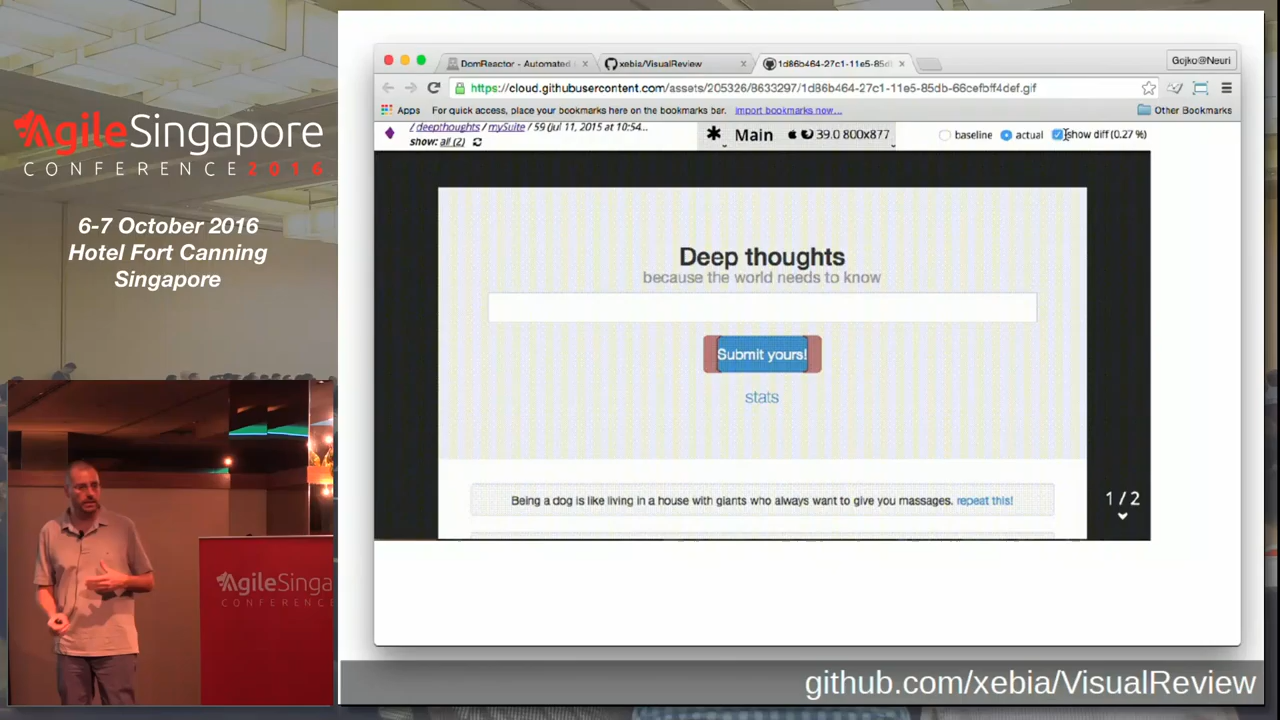 AgileSingapore
CONFERENCE 2016
6-7 October 2016
Hotel Fort Canning
Singapore
AgileSinga
CONFERENCE
DomReactor - Automated
xebia/VisualReview
1d86b464-27c1-11e5-85d
Gojko@Neuri
https://cloud.githubusercontent.com/assets/205326/8633297/1d86b464-27c1-11e5-85db-66cefbff4def.gif
Apps For quick access, place your bookmarks here on the bookmarks bar. Import bookmarks now...
Other Bookmarks
/ deepthoughts / mySuite / 59 (Jul 11, 2015 at 10:54...
show: all (2)
Main
39.0 800x877
baseline
actual
show diff (0.27 %)
Deep thoughts
because the world needs to know
Submit yours!
stats
Being a dog is like living in a house with giants who always want to give you massages. repeat this!
1 / 2
github.com/xebia/VisualReview